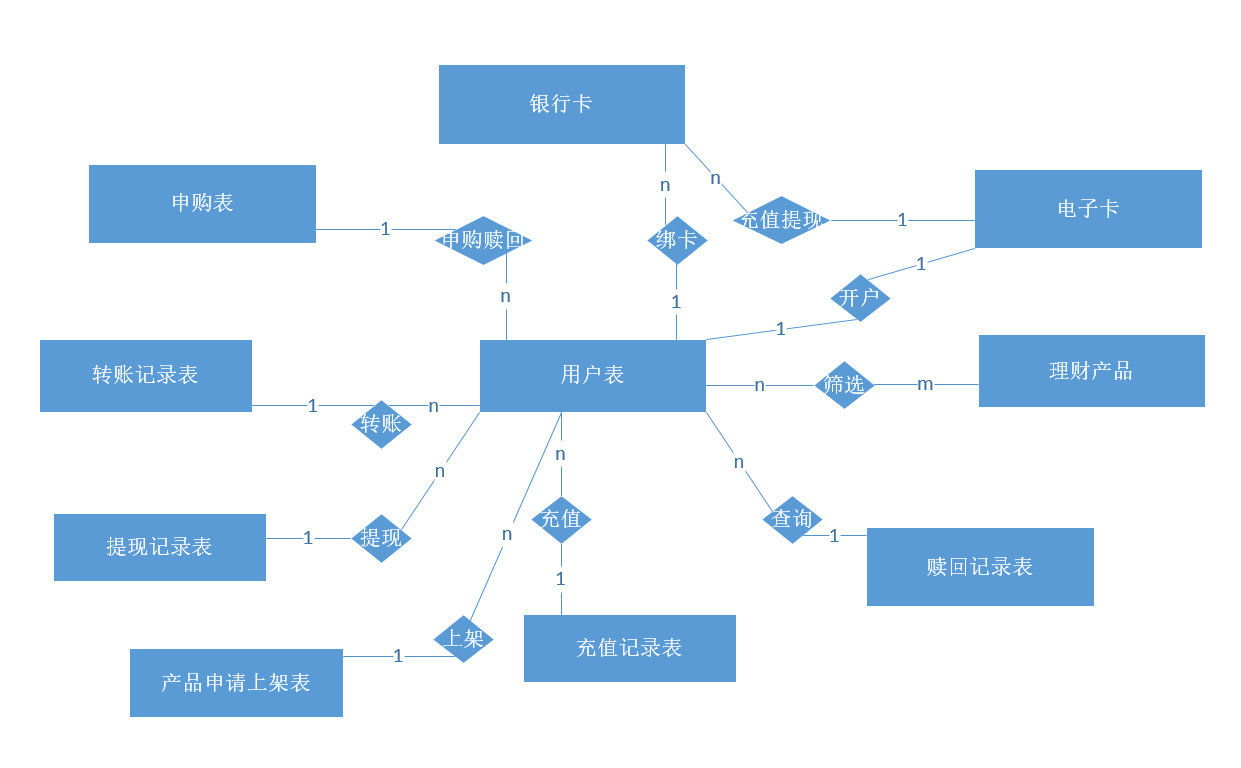 银行卡
申购表
n
n
电子卡
1
申购赎回
绑卡
充值提现
1
1
开户
n
1
1
用户表
理财产品
转账记录表
n
筛选
m
1
n
转账
n
n
n
充值
查询
提现
1
n
1
提现记录表
赎回记录表
1
上架
充值记录表
1
产品申请上架表